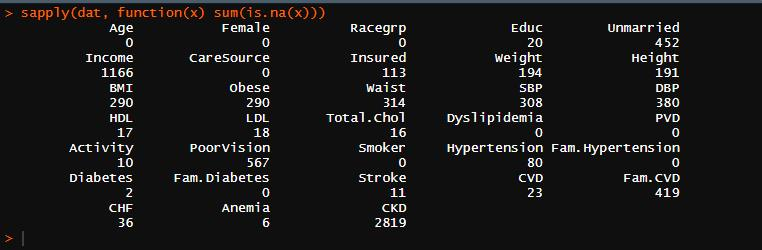 > sapply(dat, function(x) sum(is.na(x)))
Age Female Racegrp Educ Unmarried
0 0 0 20 452
Income CareSource Insured Weight Height
1166 0 113 194 191
BMI Obese Waist SBP DBP
290 290 314 308 380
HDL LDL Total.Chol Dyslipidemia PVD
17 18 16 0 0
Activity PoorVision Smoker Hypertension Fam.Hypertension
10 567 0 80 0
Diabetes Fam.Diabetes Stroke CVD Fam.CVD
2 0 11 23 419
CHF Anemia CKD
36 6 2819
>